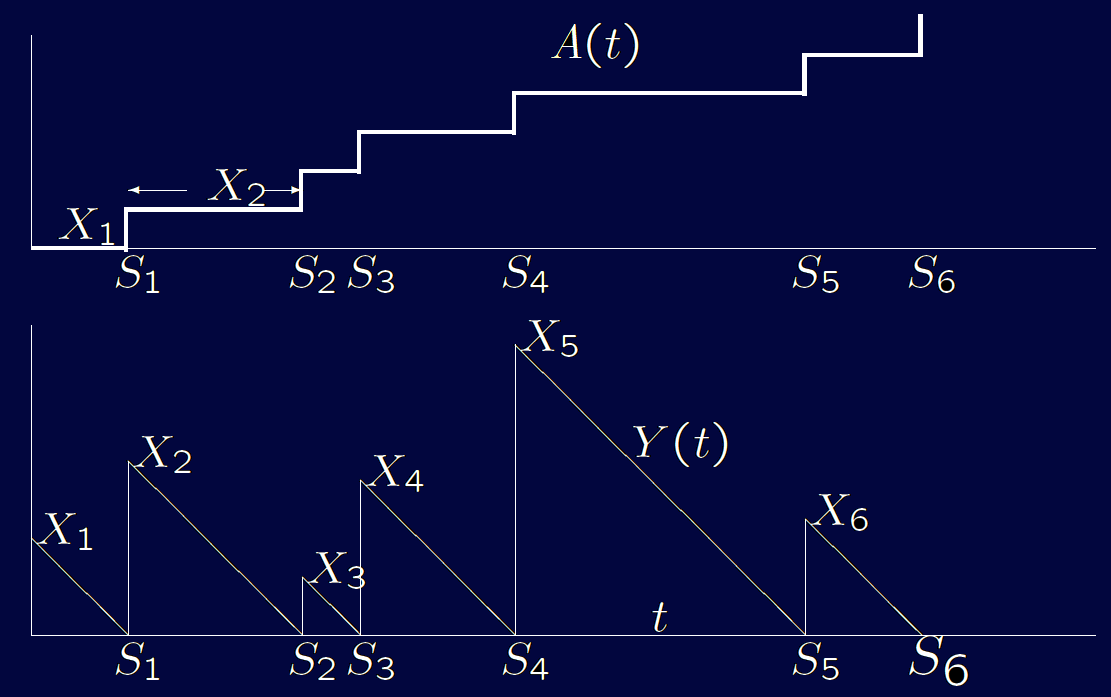 A(t)
X₂
X₁
S₁ S₂ S₃ S₄ S₅ S₆
X₅
Y(t)
X₂
X₄
X₆
X₁
X₃
t
S₁ S₂ S₃ S₄ S₅ S₆